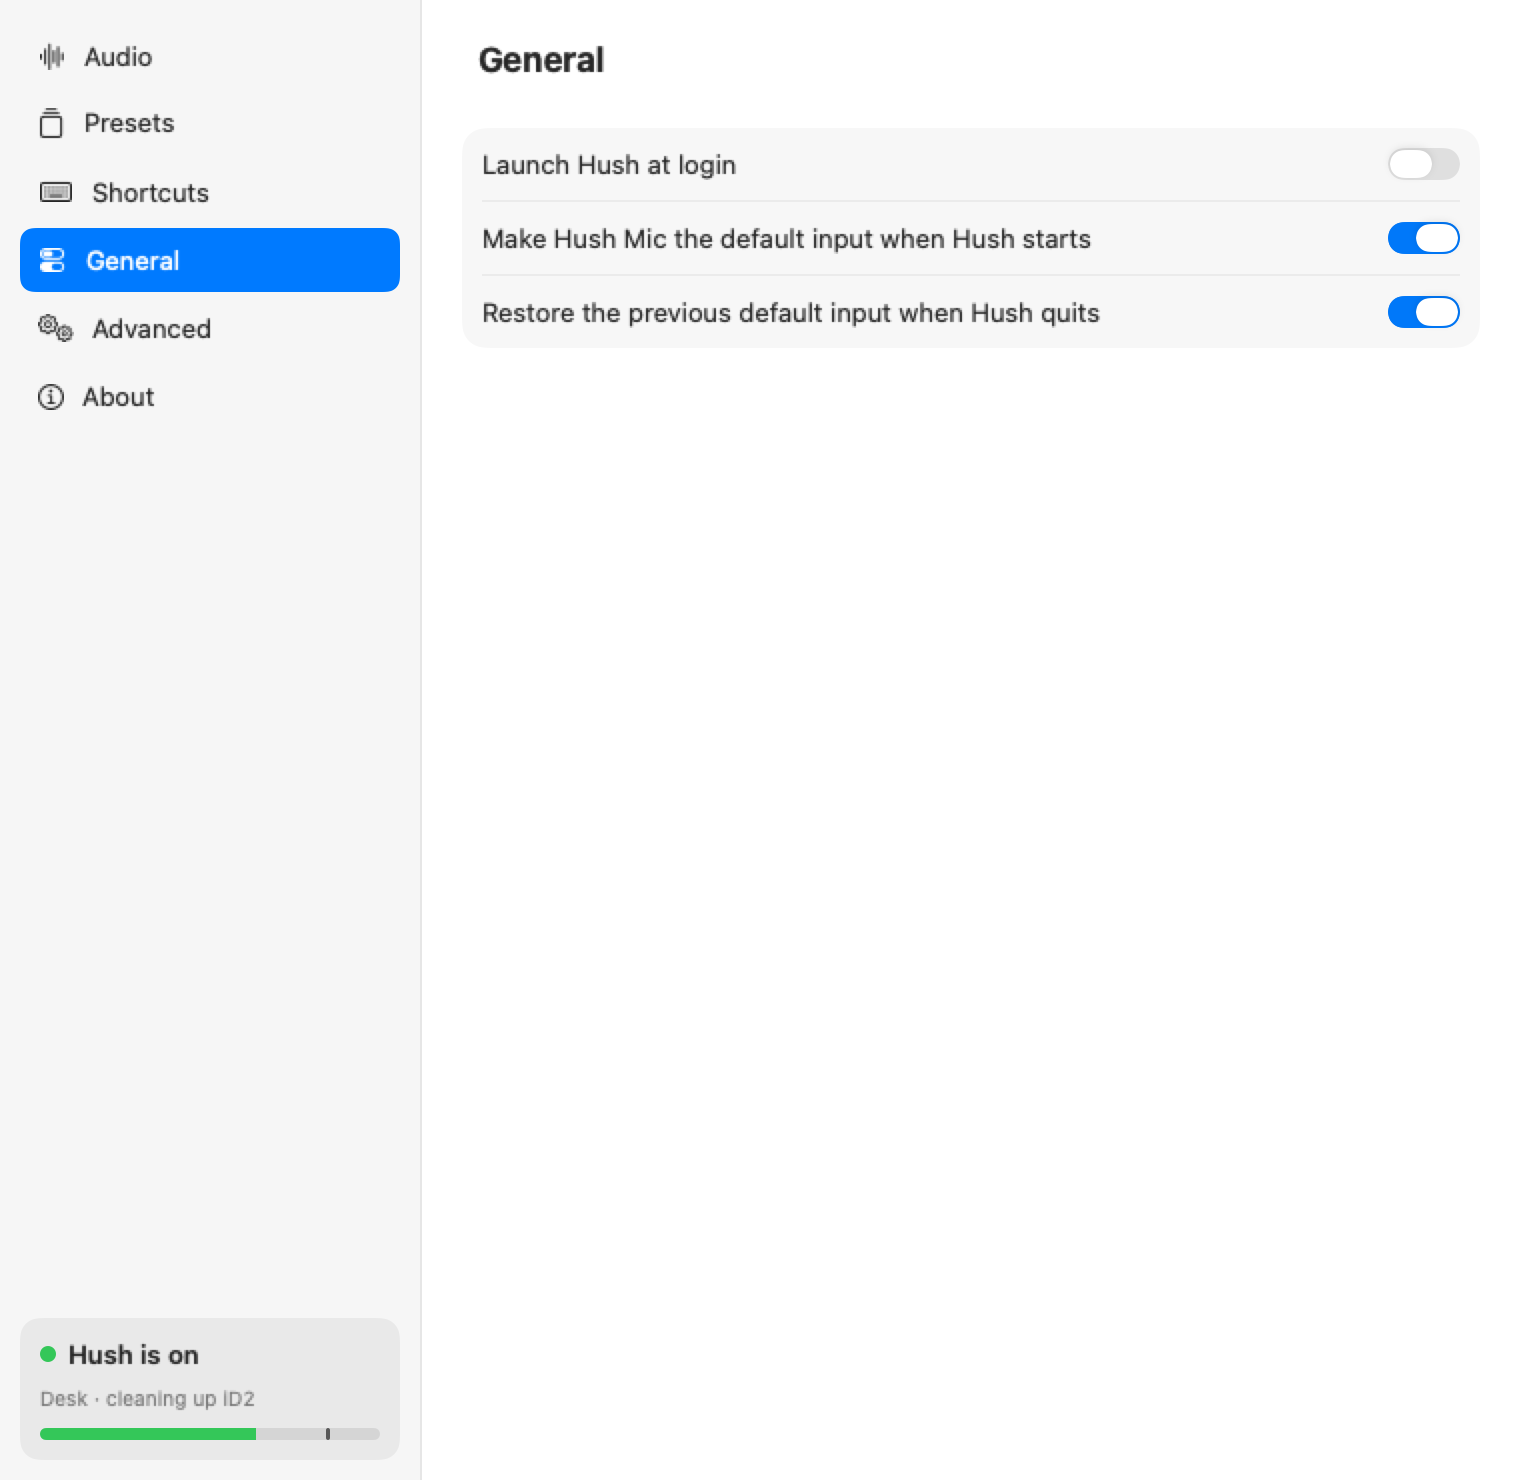 Audio
Presets
Shortcuts
General
Advanced
About
Hush is on
Desk · cleaning up iD2
General
Launch Hush at login
Make Hush Mic the default input when Hush starts
Restore the previous default input when Hush quits